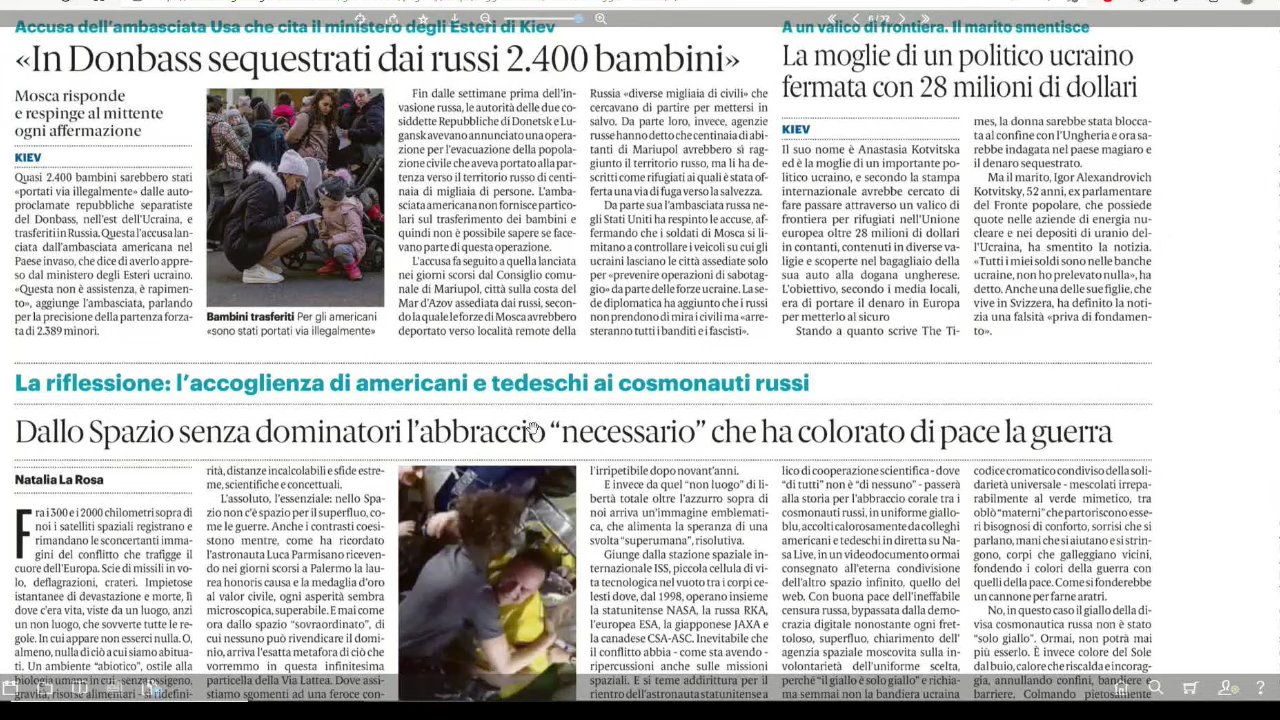 Accusa dell'ambasciata Usa che cita il ministero degli Esteri di Kiev
«In Donbass sequestrati dai russi 2.400 bambini»
Mosca risponde
e respinge al mittente
ogni affermazione
KIEV
Quasi 2.400 bambini sarebbero stati
«portati via illegalmente» dalle auto-
proclamate repubbliche separatiste
del Donbass, nell'est dell'Ucraina, e
trasferiti in Russia. Questa l'accusa lan-
ciata dall'ambasciata americana nel
Paese invaso, che dice di averlo appre-
so dal ministero degli Esteri ucraino.
«Questa non è assistenza, è rapimen-
to», aggiunge l'ambasciata, parlando
per la precisione della partenza forza-
ta di 2.389 minori.
Bambini trasferiti Per gli americani
«sono stati portati via illegalmente»
Fin dalle settimane prima dell'in-
vasione russa, le autorità delle due co-
siddette Repubbliche di Donetsk e Lu-
gansk avevano annunciato una opera-
zione per l'evacuazione della popola-
zione civile che aveva portato alla par-
tenza verso il territorio russo di centi-
naia di migliaia di persone. L'amba-
sciata americana non fornisce partico-
lari sul trasferimento dei bambini e
quindi non è possibile sapere se face-
vano parte di questa operazione.
L'accusa fa seguito a quella lanciata
nei giorni scorsi dal Consiglio comu-
nale di Mariupol, città sulla costa del
Mar d'Azov assediata dai russi, secon-
do la quale le forze di Mosca avrebbero
deportato verso località remote della
Russia «diverse migliaia di civili» che
cercavano di partire per mettersi in
salvo. Da parte loro, invece, agenzie
russe hanno detto che centinaia di abi-
tanti di Mariupol avrebbero sì rag-
giunto il territorio russo, ma li ha de-
scritti come rifugiati ai quali è stata of-
ferta una via di fuga verso la salvezza.
Da parte sua l'ambasciata russa ne-
gli Stati Uniti ha respinto le accuse, af-
fermando che i soldati di Mosca si li-
mitano a controllare i veicoli su cui gli
ucraini lasciano le città assediate solo
per «prevenire operazioni di sabotag-
gio» da parte delle forze ucraine. La se-
de diplomatica ha aggiunto che i russi
non prendono di mira i civili ma «arre-
steranno tutti i banditi e i fascisti».
A un valico di frontiera. Il marito smentisce
La moglie di un politico ucraino
fermata con 28 milioni di dollari
KIEV
Il suo nome è Anastasia Kotvitska
ed è la moglie di un importante po-
litico ucraino, e secondo la stampa
internazionale avrebbe cercato di
fare passare attraverso un valico di
frontiera per rifugiati nell'Unione
europea oltre 28 milioni di dollari
in contanti, contenuti in diverse va-
ligie e scoperte nel bagagliaio della
sua auto alla dogana ungherese.
L'obiettivo, secondo i media locali,
era di portare il denaro in Europa
per metterlo al sicuro
Stando a quanto scrive The Ti-
mes, la donna sarebbe stata blocca-
ta al confine con l'Ungheria e ora sa-
rebbe indagata nel paese magiaro e
il denaro sequestrato.
Ma il marito, Igor Alexandrovich
Kotvitsky, 52 anni, ex parlamentare
del Fronte popolare, che possiede
quote nelle aziende di energia nu-
cleare e nei depositi di uranio del-
l'Ucraina, ha smentito la notizia.
«Tutti i miei soldi sono nelle banche
ucraine, non ho prelevato nulla», ha
detto. Anche una delle sue figlie, che
vive in Svizzera, ha definito la noti-
zia una falsità «priva di fondamen-
to».
La riflessione: l'accoglienza di americani e tedeschi ai cosmonauti russi
Dallo Spazio senza dominatori l'abbraccio “necessario” che ha colorato di pace la guerra
Natalia La Rosa
Fra i 300 e i 2000 chilometri sopra di
noi i satelliti spaziali registrano e
rimandano le sconcertanti imma-
gini del conflitto che trafigge il
cuore dell'Europa. Scie di missili in vo-
lo, deflagrazioni, crateri. Impietose
istantanee di devastazione e morte, lì
dove c'era vita, viste da un luogo, anzi
un non luogo, che sovverte tutte le re-
gole. In cui appare non esserci nulla. O,
almeno, nulla di ciò a cui siamo abitua-
ti. Un ambiente “abiotico”, ostile alla
biologia umana in cui - senza ossigeno,
gravità, risorse alimentari - si ridefini-
rità, distanze incalcolabili e sfide estre-
me, scientifiche e concettuali.
L'assoluto, l'essenziale: nello Spa-
zio non c'è spazio per il superfluo, co-
me le guerre. Anche i contrasti coesi-
stono mentre, come ha ricordato
l'astronauta Luca Parmisano riceven-
do nei giorni scorsi a Palermo la lau-
rea honoris causa e la medaglia d'oro
al valor civile, ogni asperità sembra
microscopica, superabile. E mai come
ora dallo spazio “sovraordinato”, di
cui nessuno può rivendicare il domi-
nio, arriva l'esatta metafora di ciò che
vorremmo in questa infinitesima
particella della Via Lattea. Dove assi-
stiamo sgomenti ad una feroce con-
l'irripetibile dopo novant'anni.
E invece da quel “non luogo” di li-
bertà totale oltre l'azzurro sopra di
noi arriva un'immagine emblemati-
ca, che alimenta la speranza di una
svolta “superumana”, risolutiva.
Giunge dalla stazione spaziale in-
ternazionale ISS, piccola cellula di vi-
ta tecnologica nel vuoto tra i corpi ce-
lesti dove, dal 1998, operano insieme
la statunitense NASA, la russa RKA,
l'europea ESA, la giapponese JAXA e
la canadese CSA-ASC. Inevitabile che
il conflitto abbia - come sta avendo -
ripercussioni anche sulle missioni
spaziali. E si teme addirittura per il
rientro dell'astronauta statunitense a
lico di cooperazione scientifica - dove
“di tutti” non è “di nessuno” - passerà
alla storia per l'abbraccio corale tra i
cosmonauti russi, in uniforme giallo-
blu, accolti calorosamente da colleghi
americani e tedeschi in diretta su Na-
sa Live, in un videodocumento ormai
consegnato all'eterna condivisione
dell'altro spazio infinito, quello del
web. Con buona pace dell'ineffabile
censura russa, bypassata dalla demo-
crazia digitale nonostante ogni fret-
toloso, superfluo, chiarimento dell'
agenzia spaziale moscovita sulla in-
volontarietà dell'uniforme scelta,
perchè “il giallo è solo giallo” e richia-
ma semmai non la bandiera ucraina
codice cromatico condiviso della soli-
darietà universale - mescolati irrepa-
rabilmente al verde mimetico, tra
oblò “materni” che partoriscono esse-
ri bisognosi di conforto, sorrisi che si
parlano, mani che si aiutano e si strin-
gono, corpi che galleggiano vicini,
fondendo i colori della guerra con
quelli della pace. Come si fonderebbe
un cannone per farne aratri.
No, in questo caso il giallo della di-
visa cosmonautica russa non è stato
“solo giallo”. Ormai, non potrà mai
più esserlo. È invece colore del Sole
dal buio, calore che riscalda e incorag-
gia, annullando confini, bandiere e
barriere. Colmando pietosamente